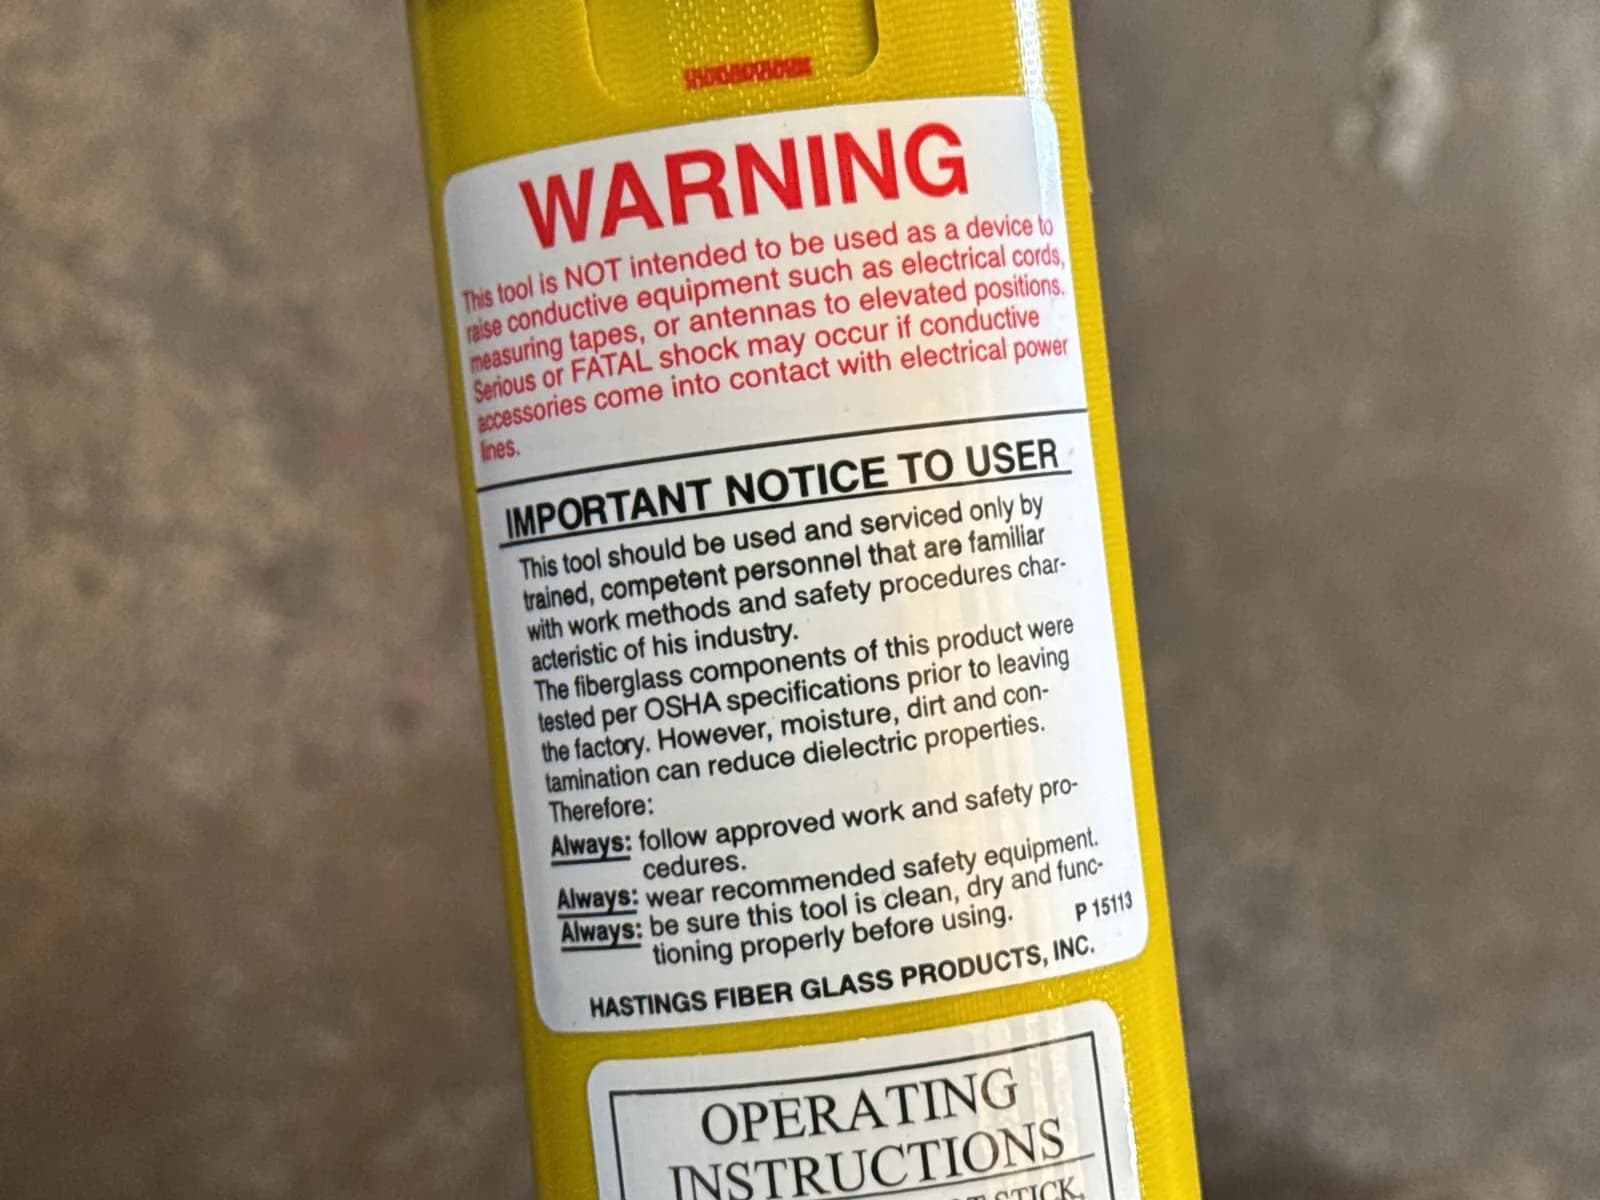 WARNING
This tool is NOT intended to be used as a device to
raise conductive equipment such as electrical cords,
measuring tapes, or antennas to elevated positions.
Serious or FATAL shock may occur if conductive
accessories come into contact with electrical power
lines.
IMPORTANT NOTICE TO USER
This tool should be used and serviced only by
trained, competent personnel that are familiar
with work methods and safety procedures char-
acteristic of his industry.
The fiberglass components of this product were
tested per OSHA specifications prior to leaving
the factory. However, moisture, dirt and con-
tamination can reduce dielectric properties.
Therefore:
Always: follow approved work and safety pro-
cedures.
Always: wear recommended safety equipment.
Always: be sure this tool is clean, dry and func-
tioning properly before using.
P 15113
HASTINGS FIBER GLASS PRODUCTS, INC.
OPERATING
INSTRUCTIONS
STICK,